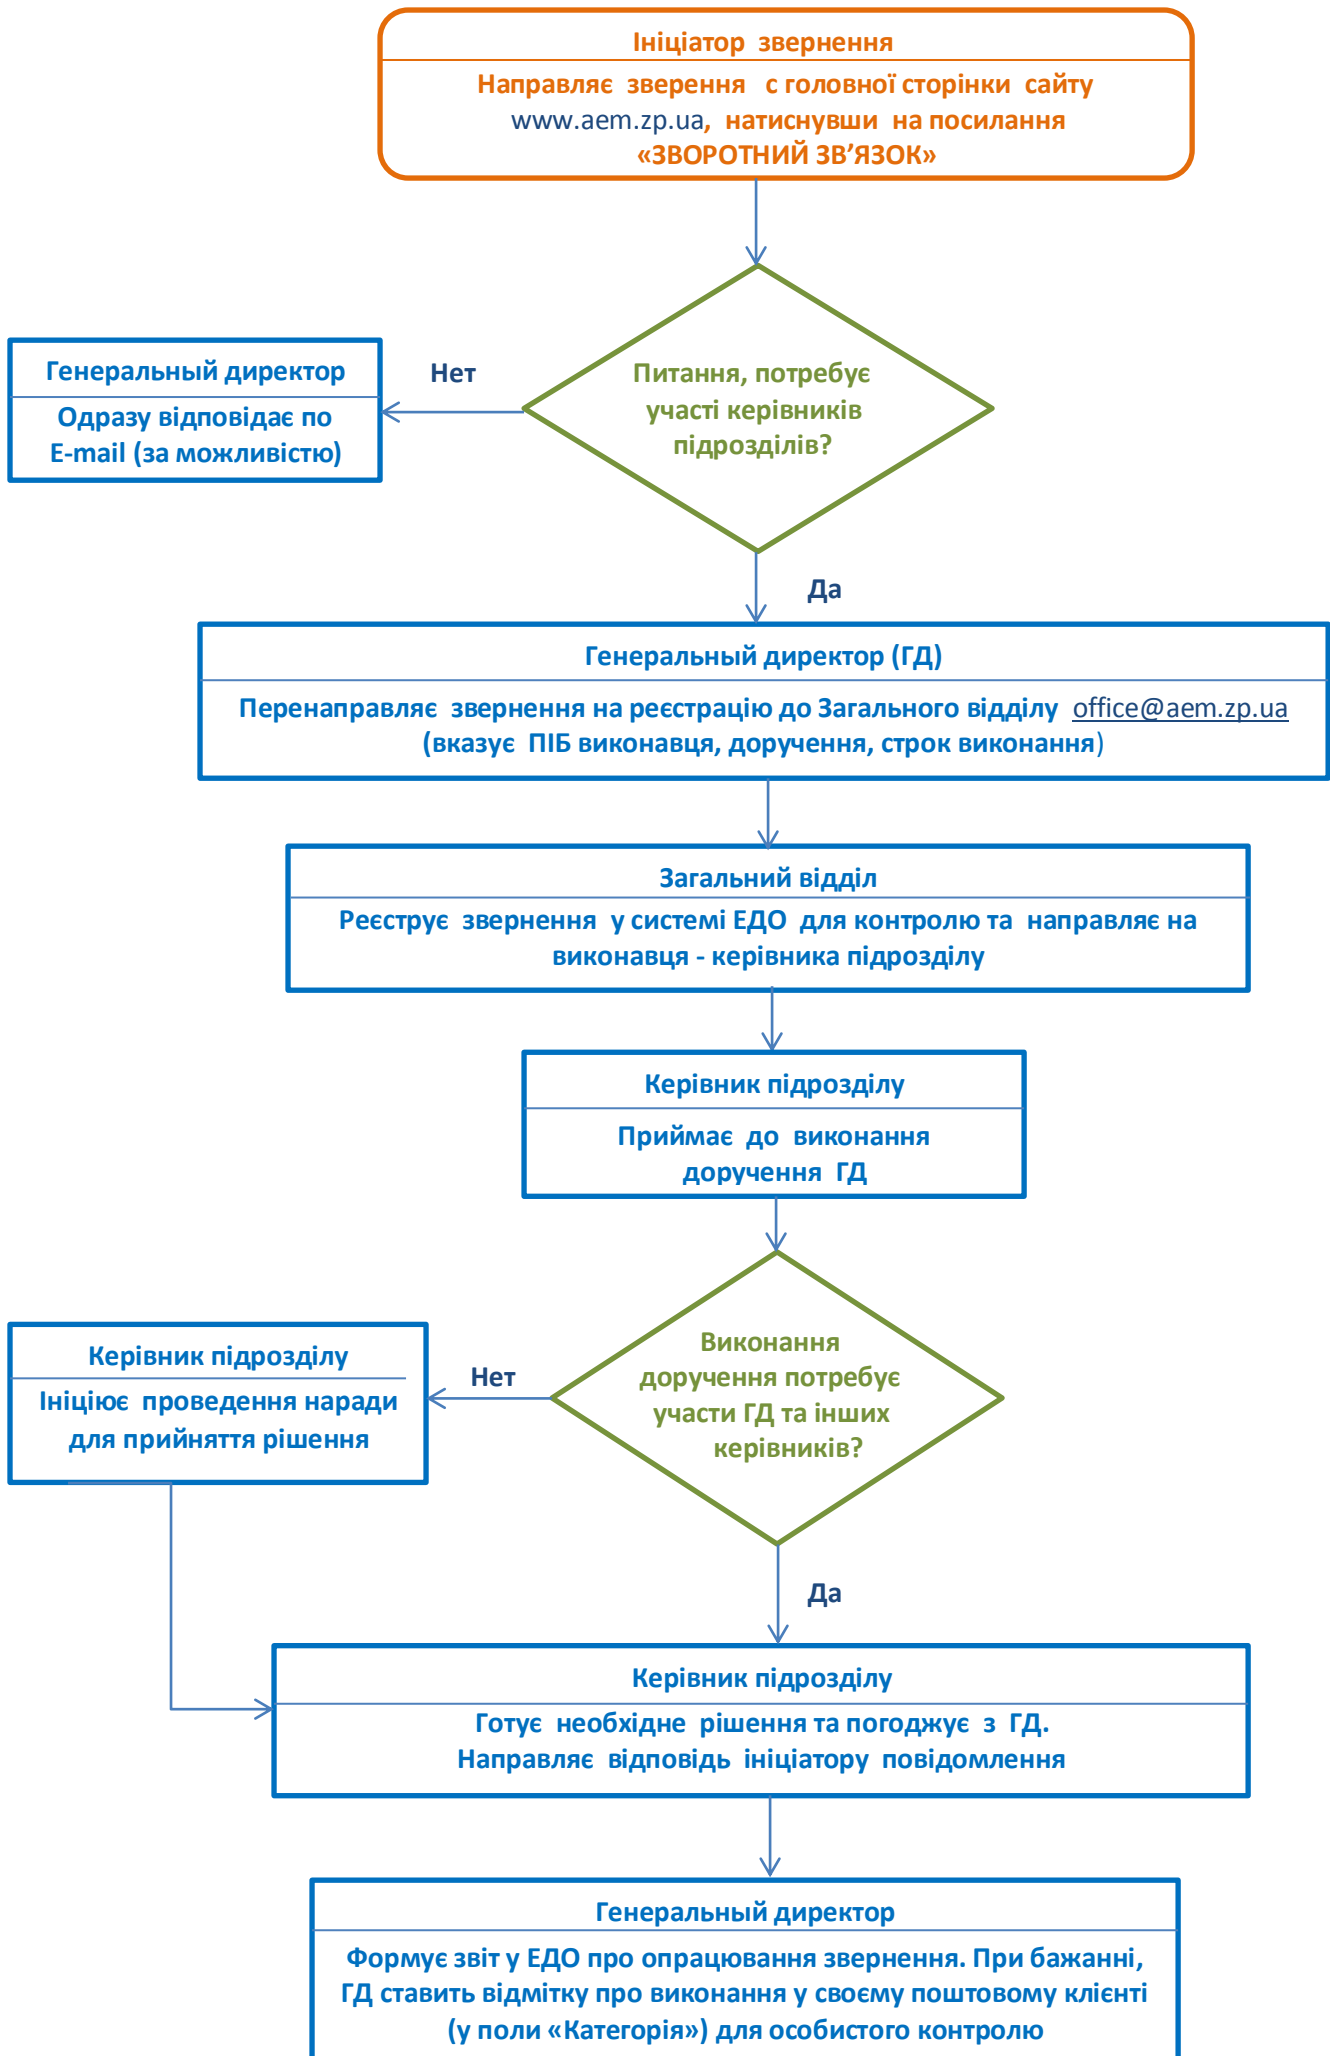 Ініціатор звернення
Направляє зверення с головної сторінки сайту
www.aem.zp.ua, натиснувши на посилання
«ЗВОРОТНИЙ ЗВ’ЯЗОК»
Питання, потребує
участі керівників
підрозділів?
Нет
Генеральный директор
Одразу відповідає по
E-mail (за можливістю)
Да
Генеральный директор (ГД)
Перенаправляє звернення на реєстрацію до Загального відділу office@aem.zp.ua
(вказує ПІБ виконавця, доручення, строк виконання)
Загальний відділ
Реєструє звернення у системі ЕДО для контролю та направляє на
виконавця - керівника підрозділу
Керівник підрозділу
Приймає до виконання
доручення ГД
Виконання
доручення потребує
участи ГД та інших
керівників?
Нет
Керівник підрозділу
Ініціює проведення наради
для прийняття рішення
Да
Керівник підрозділу
Готує необхідне рішення та погоджує з ГД.
Направляє відповідь ініціатору повідомлення
Генеральный директор
Формує звіт у ЕДО про опрацювання звернення. При бажанні,
ГД ставить відмітку про виконання у своєму поштовому клієнті
(у поли «Категорія») для особистого контролю